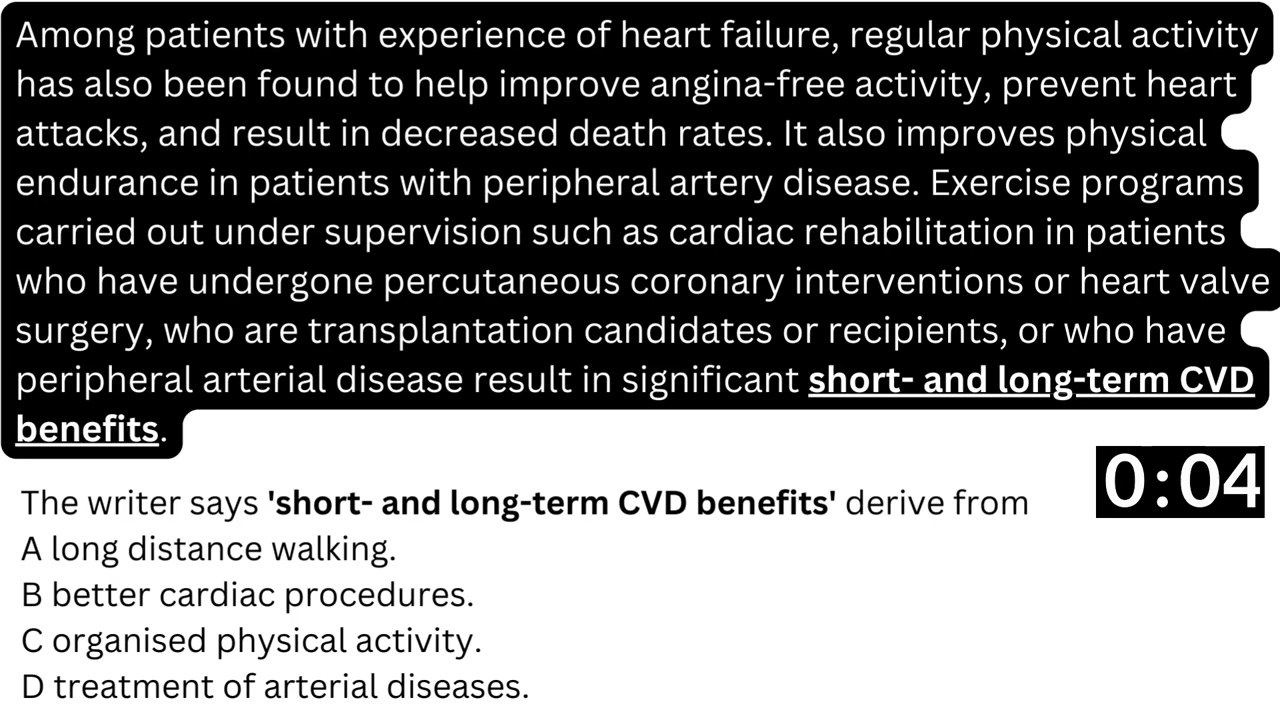 Among patients with experience of heart failure, regular physical activity
has also been found to help improve angina-free activity, prevent heart
attacks, and result in decreased death rates. It also improves physical
endurance in patients with peripheral artery disease. Exercise programs
carried out under supervision such as cardiac rehabilitation in patients
who have undergone percutaneous coronary interventions or heart valve
surgery, who are transplantation candidates or recipients, or who have
peripheral arterial disease result in significant short- and long-term CVD
benefits.
0:04
The writer says 'short- and long-term CVD benefits' derive from
A long distance walking.
B better cardiac procedures.
C organised physical activity.
D treatment of arterial diseases.